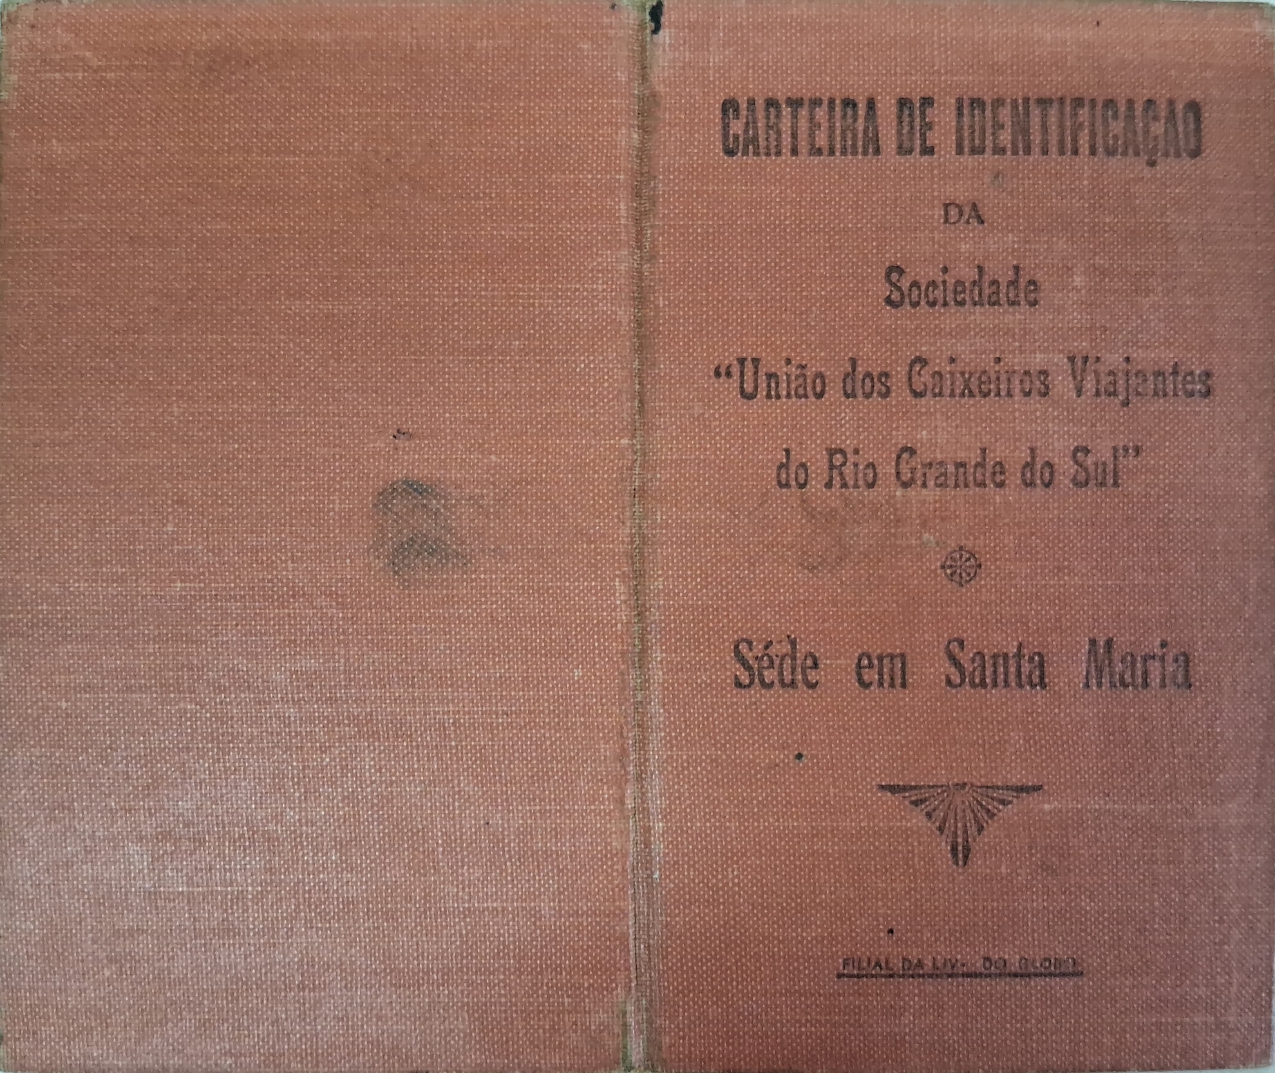 CARTEIRA DE IDENTIFICAÇAO
DA
Sociedade
“União dos Caixeiros Viajantes
do Rio Grande do Sul”
Séde em Santa Maria
FILIAL DA LIV. DO GLOBO